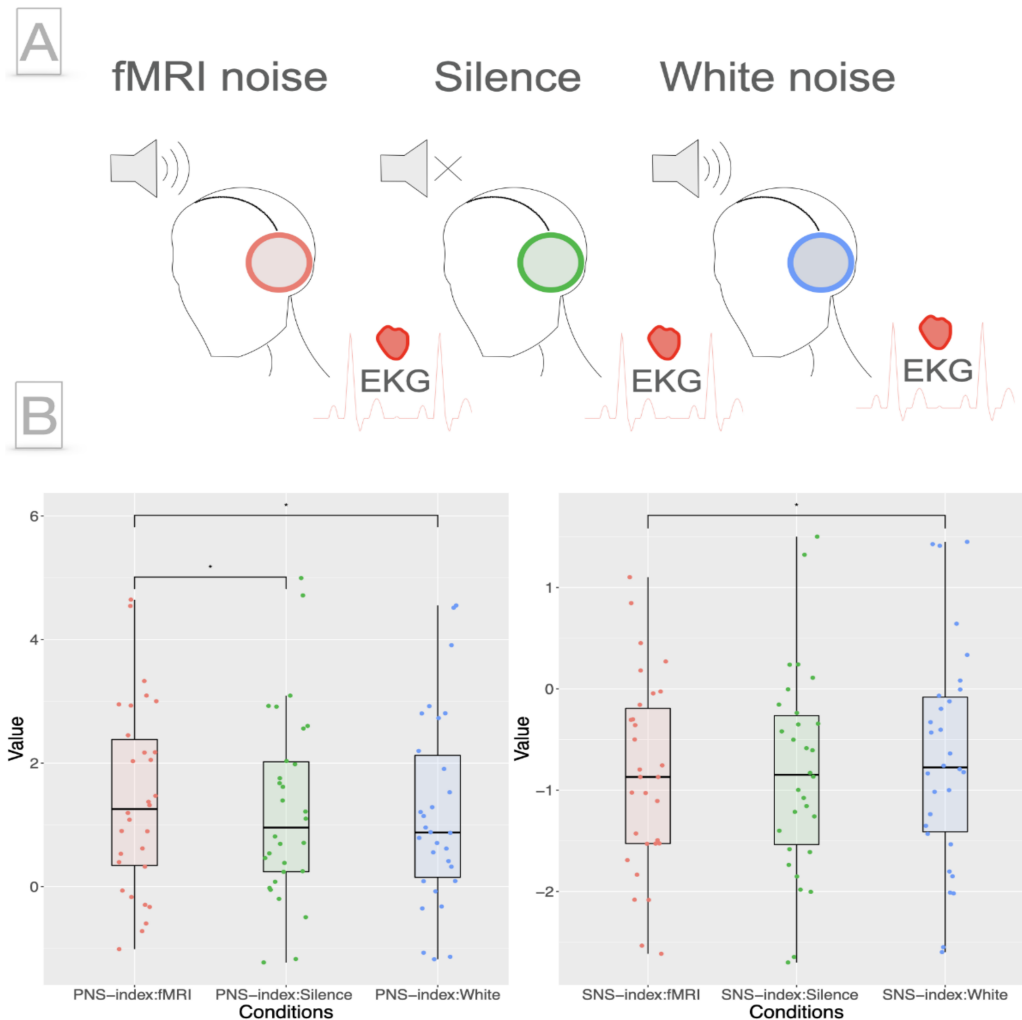 A
fMRI noise Silence White noise
EKG EKG EKG
B
* *
*
6
4
2
0
Value
PNS-index:fMRI PNS-index:Silence PNS-index:White
Conditions
1
0
-1
-2
Value
SNS-index:fMRI SNS-index:Silence SNS-index:White
Conditions